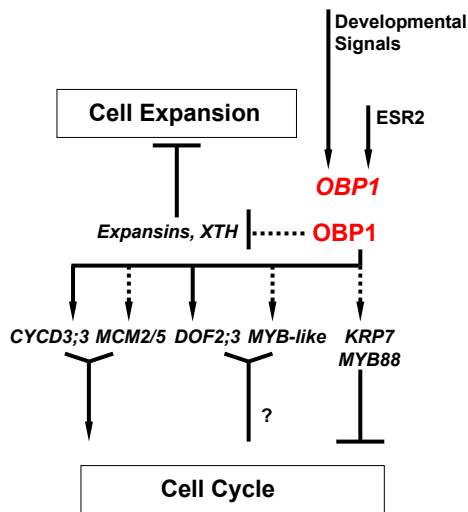 Developmental
Signals
Cell Expansion
ESR2
OBP1
Expansins, XTH
OBP1
CYCD3;3 MCM2/5 DOF2;3 MYB-like KRP7
MYB88
?
Cell Cycle